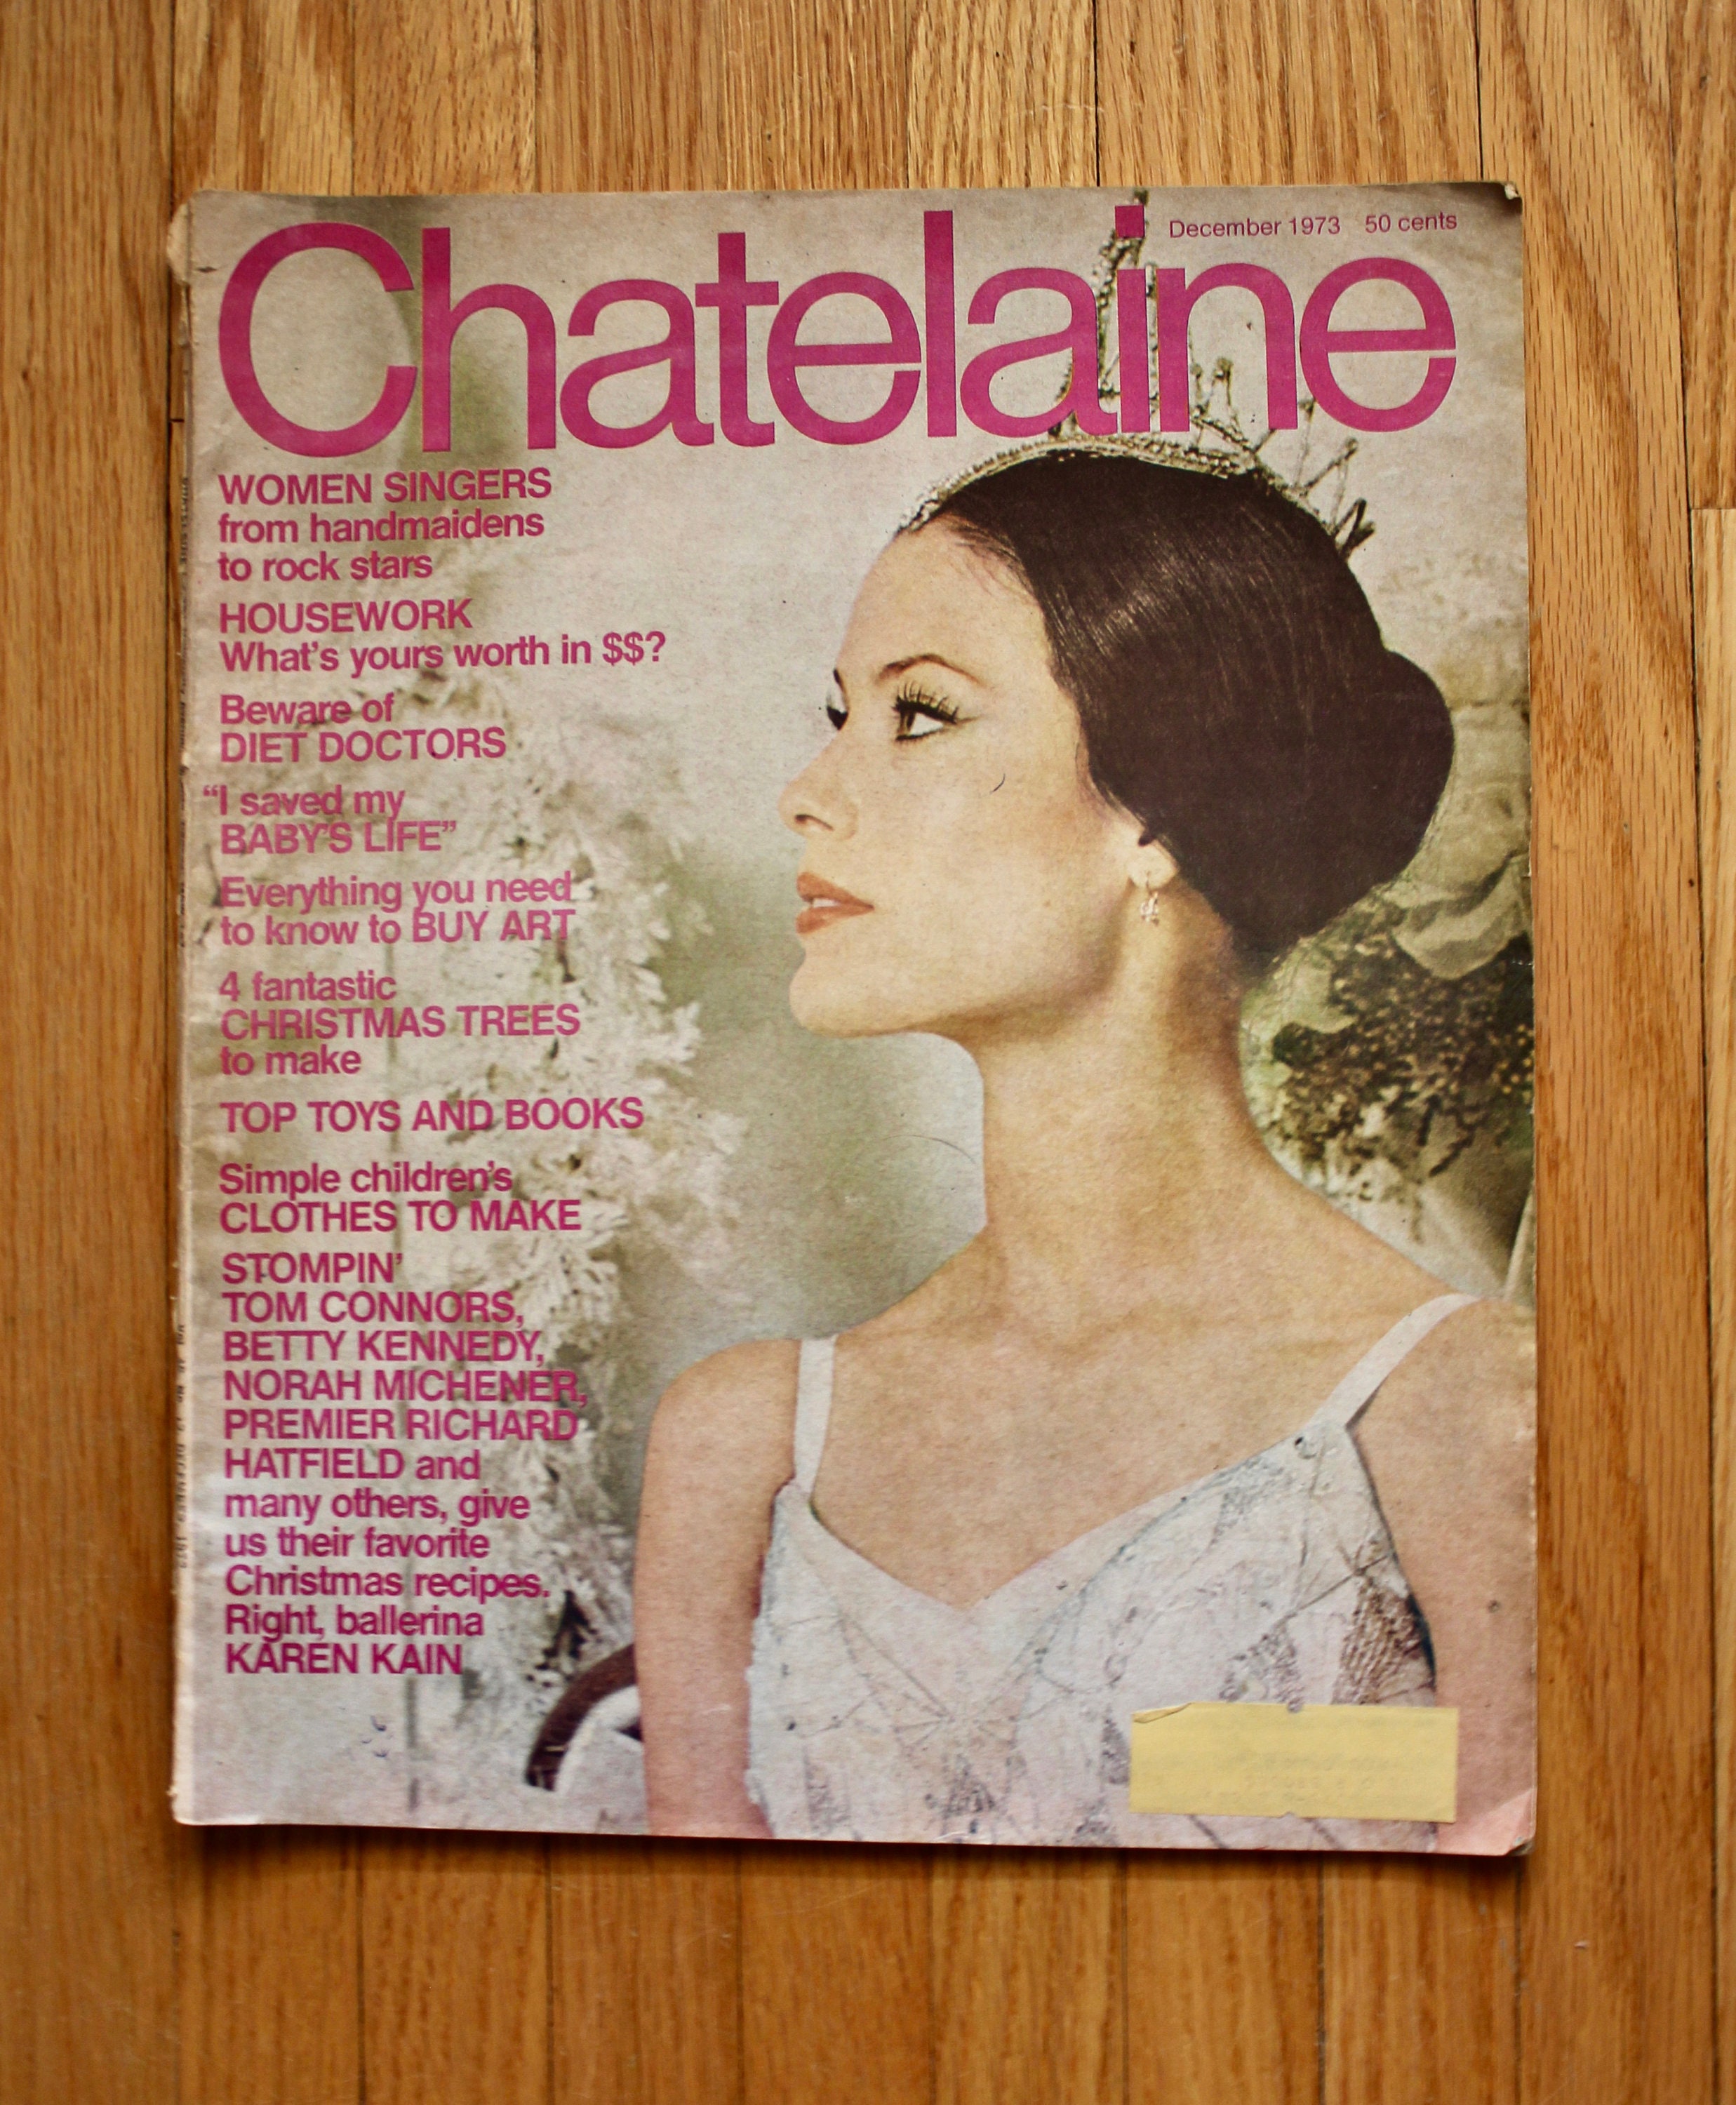 December 1973 50 cents
Chatelaine
WOMEN SINGERS
from handmaidens
to rock stars
HOUSEWORK
What's yours worth in $$?
Beware of
DIET DOCTORS
“I saved my
BABY'S LIFE”
Everything you need
to know to BUY ART
4 fantastic
CHRISTMAS TREES
to make
TOP TOYS AND BOOKS
Simple children's
CLOTHES TO MAKE
STOMPIN'
TOM CONNORS,
BETTY KENNEDY,
NORAH MICHENER,
PREMIER RICHARD
HATFIELD and
many others, give
us their favorite
Christmas recipes.
Right, ballerina
KAREN KAIN